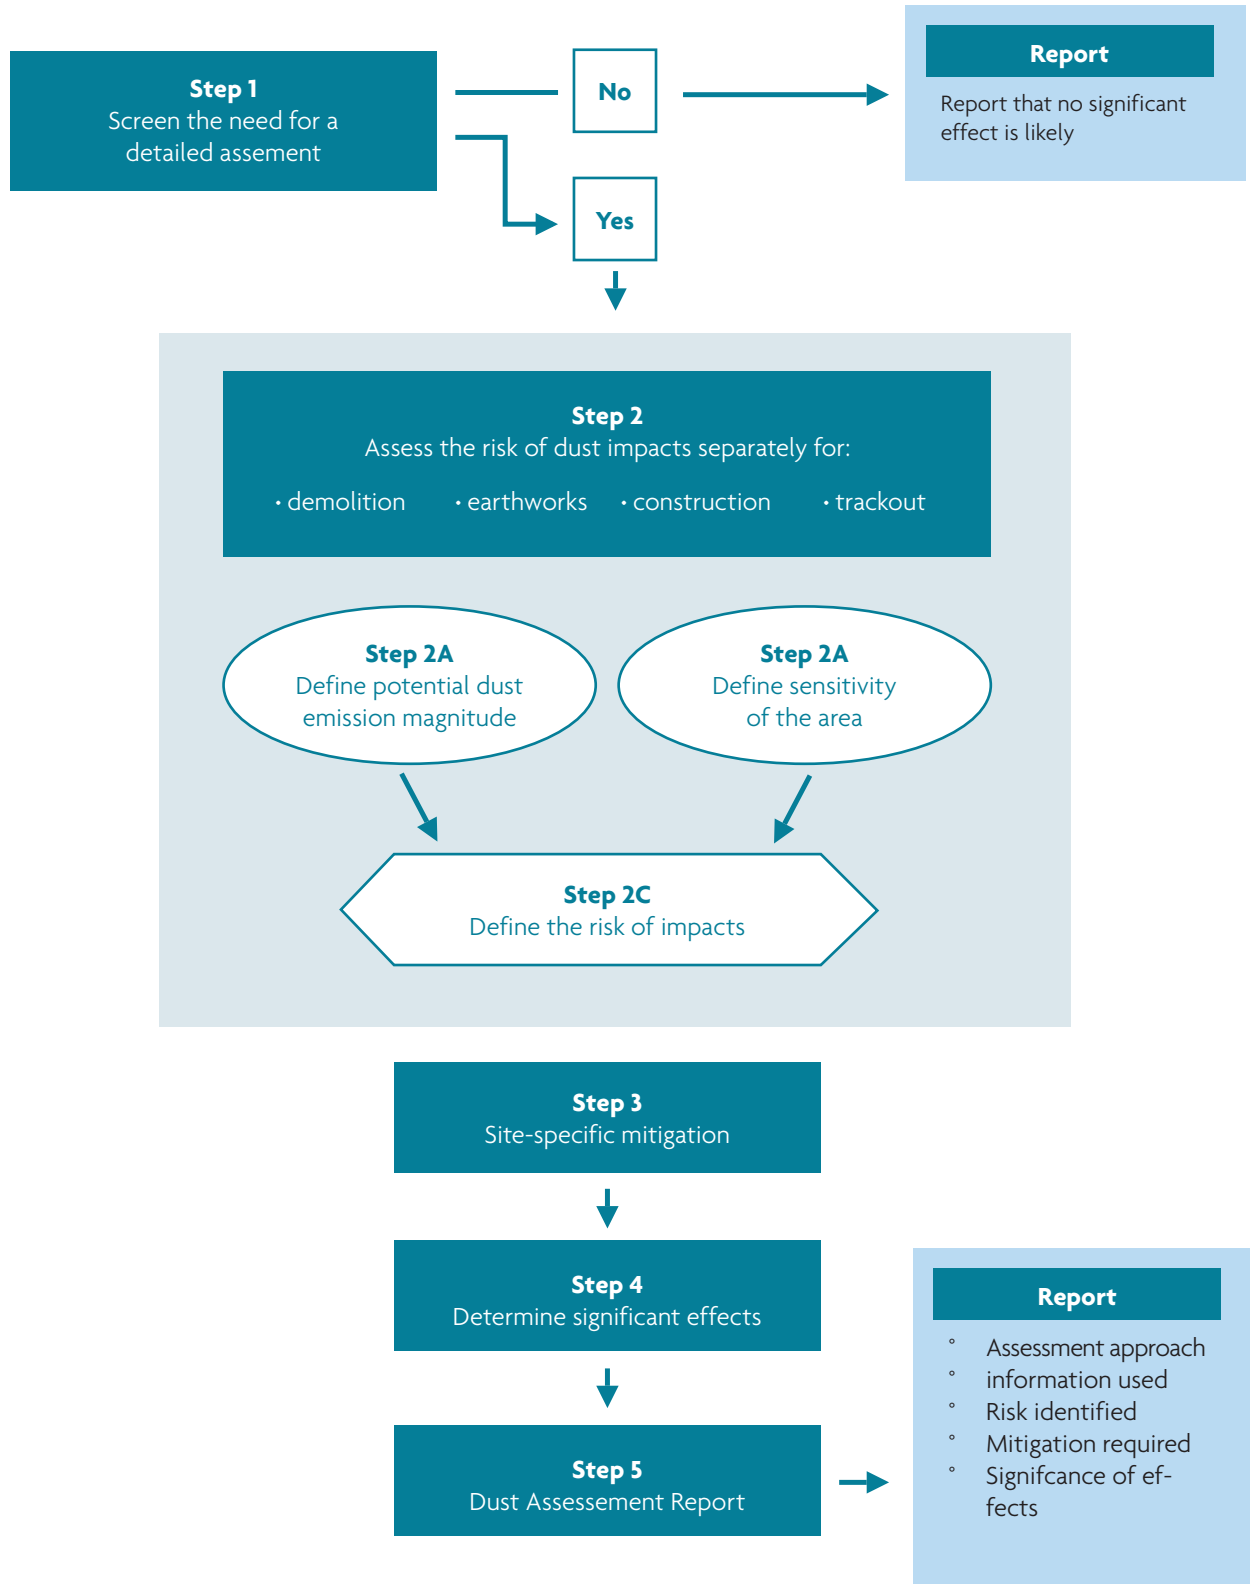 Step 1
Screen the need for a
detailed assement
No
Report
Report that no significant
effect is likely
Yes
Step 2
Assess the risk of dust impacts separately for:
• demolition • earthworks • construction • trackout
Step 2A
Define potential dust
emission magnitude
Step 2A
Define sensitivity
of the area
Step 2C
Define the risk of impacts
Step 3
Site-specific mitigation
Step 4
Determine significant effects
Step 5
Dust Assessement Report
Report
° Assessment approach
° information used
° Risk identified
° Mitigation required
° Signifcance of ef-
fects